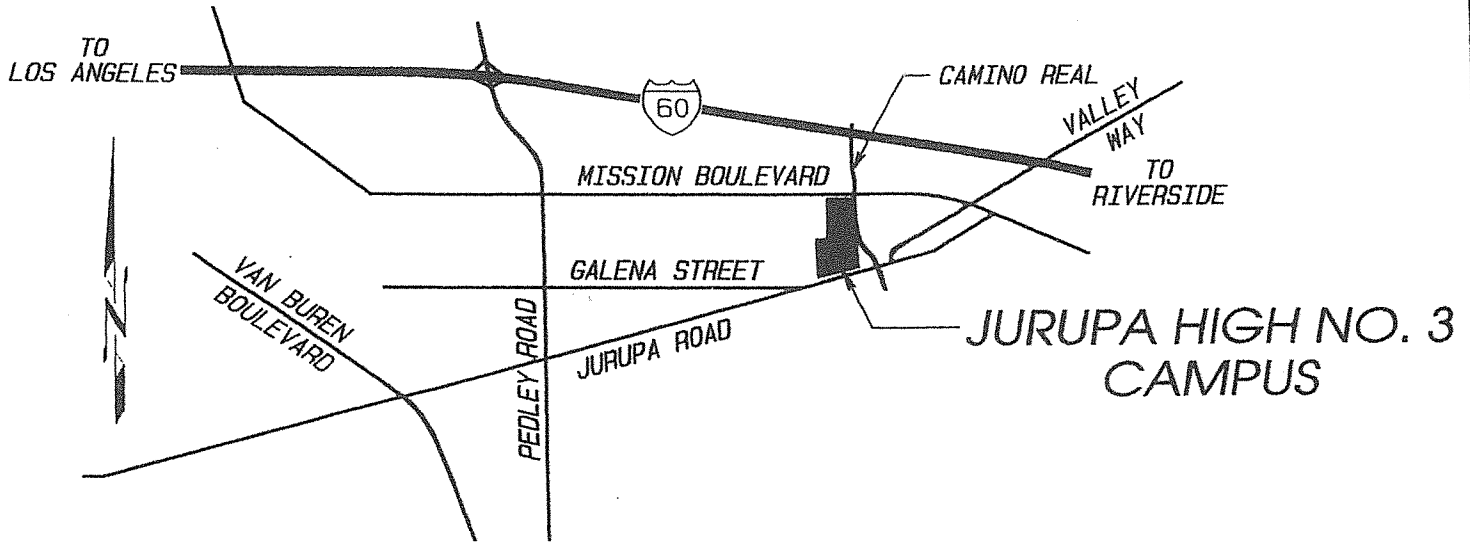 TO
LOS ANGELES
60
CAMINO REAL
VALLEY
WAY
TO
RIVERSIDE
MISSION BOULEVARD
VAN BUREN
BOULEVARD
GALENA STREET
PEDLEY ROAD
JURUPA ROAD
JURUPA HIGH NO. 3
CAMPUS
N